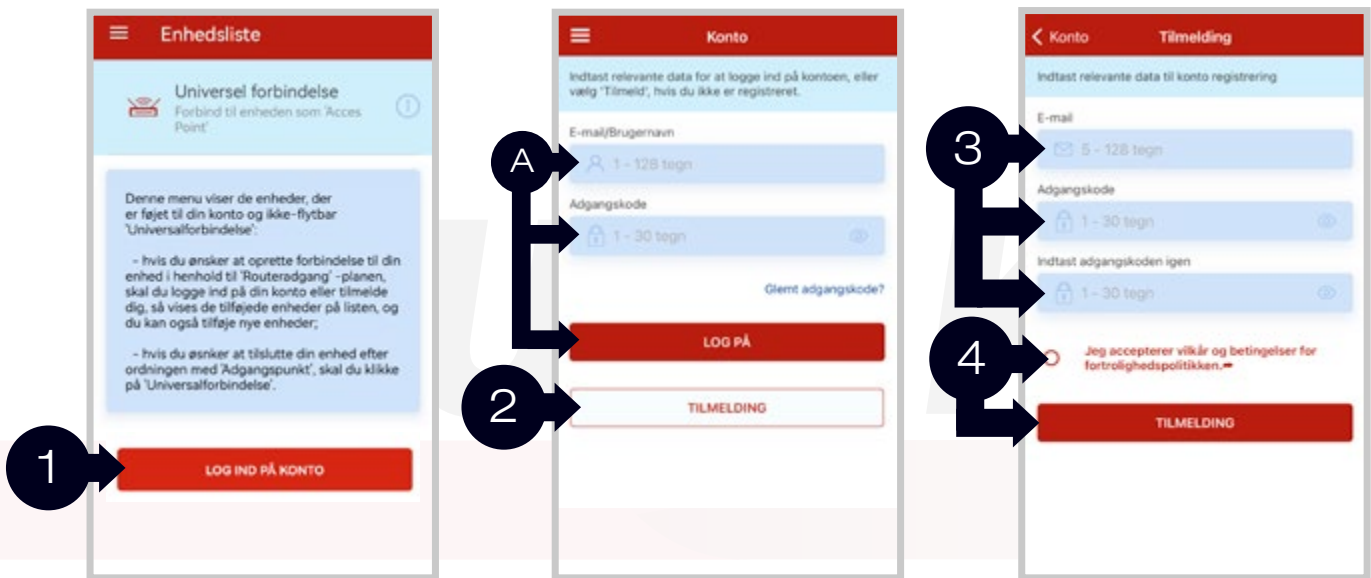 Enhedsliste
Universel forbindelse
Forbind til enheden som 'Acces
Point'
Denne menu viser de enheder, der
er føjet til din konto og ikke-flytbar
'Universalforbindelse':
- hvis du ønsker at oprette forbindelse til din
enhed i henhold til 'Routeradgang' -planen,
skal du logge ind på din konto eller tilmelde
dig, så vises de tilføjede enheder på listen, og
du kan også tilføje nye enheder;
- hvis du øsnker at tilslutte din enhed efter
ordningen med 'Adgangspunkt', skal du klikke
på 'Universalforbindelse'.
1
LOG IND PÅ KONTO
Konto
Indtast relevante data for at logge ind på kontoen, eller
vælg 'Tilmeld', hvis du ikke er registreret.
E-mail/Brugernavn
A
1 - 128 tegn
Adgangskode
1 - 30 tegn
Glemt adgangskode?
LOG PÅ
2
TILMELDING
Konto
Tilmelding
Indtast relevante data til konto registrering
E-mail
3
5 - 128 tegn
Adgangskode
1 - 30 tegn
Indtast adgangskoden igen
1 - 30 tegn
4
Jeg accepterer vilkår og betingelser for
fortrolighedspolitikken.
TILMELDING